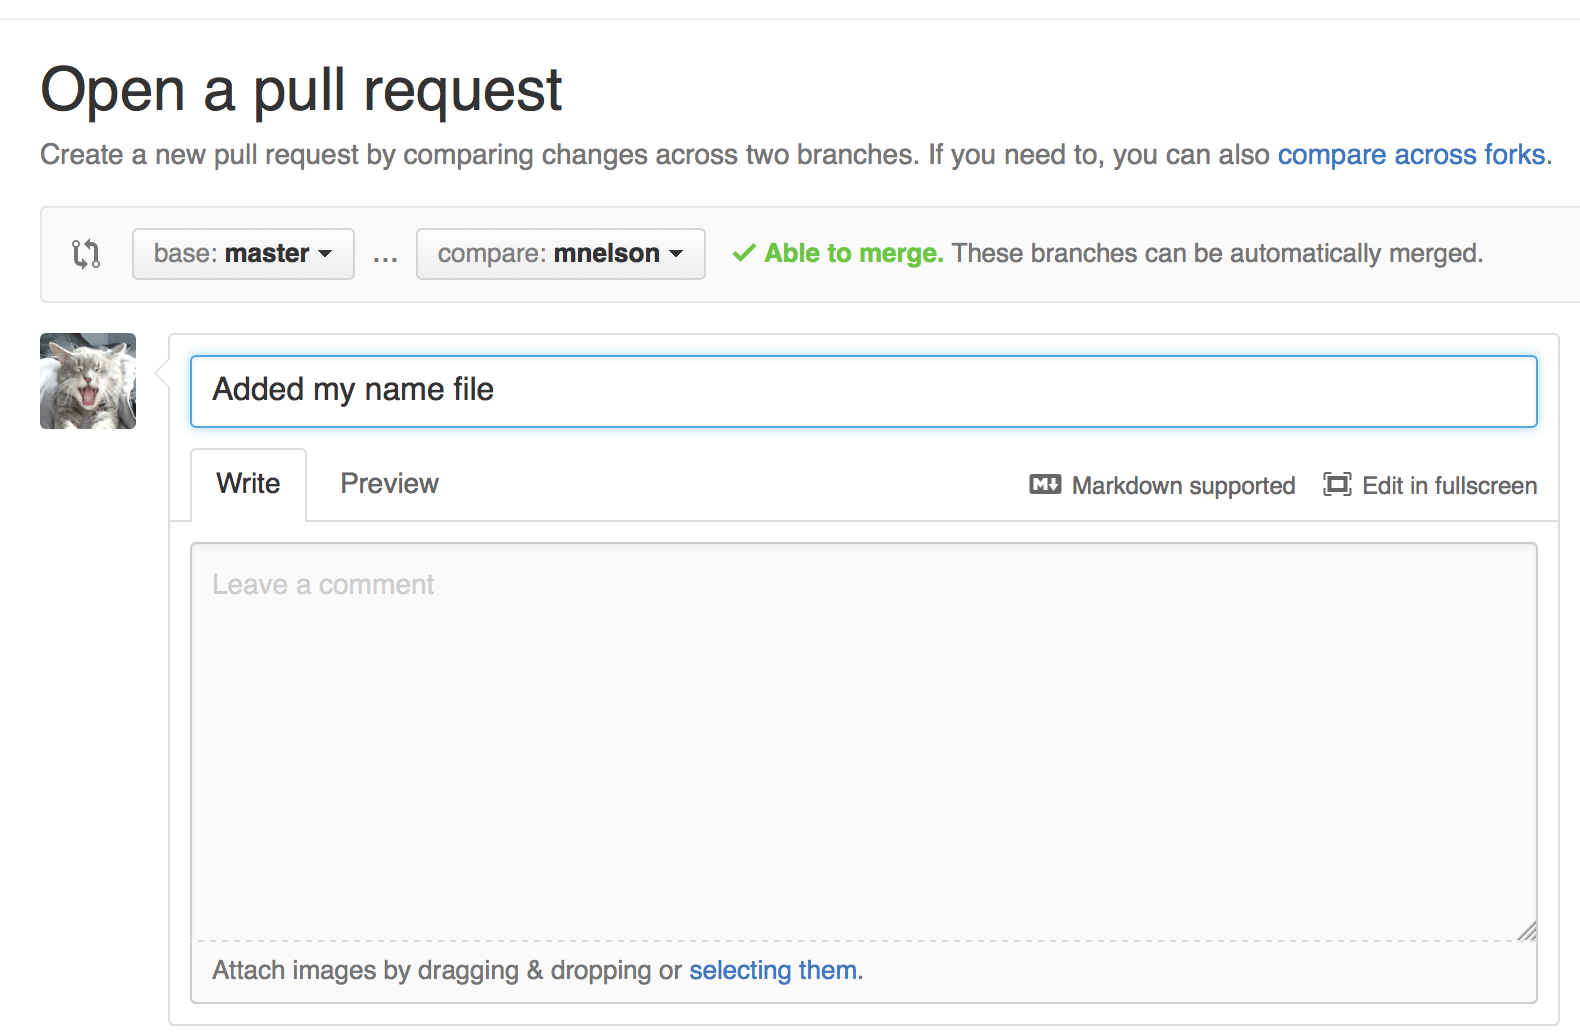 Open a pull request
Create a new pull request by comparing changes across two branches. If you need to, you can also compare across forks.
base: master ... compare: mnelson Able to merge. These branches can be automatically merged.
Added my name file
Write Preview M Markdown supported Edit in fullscreen
Leave a comment
Attach images by dragging & dropping or selecting them.